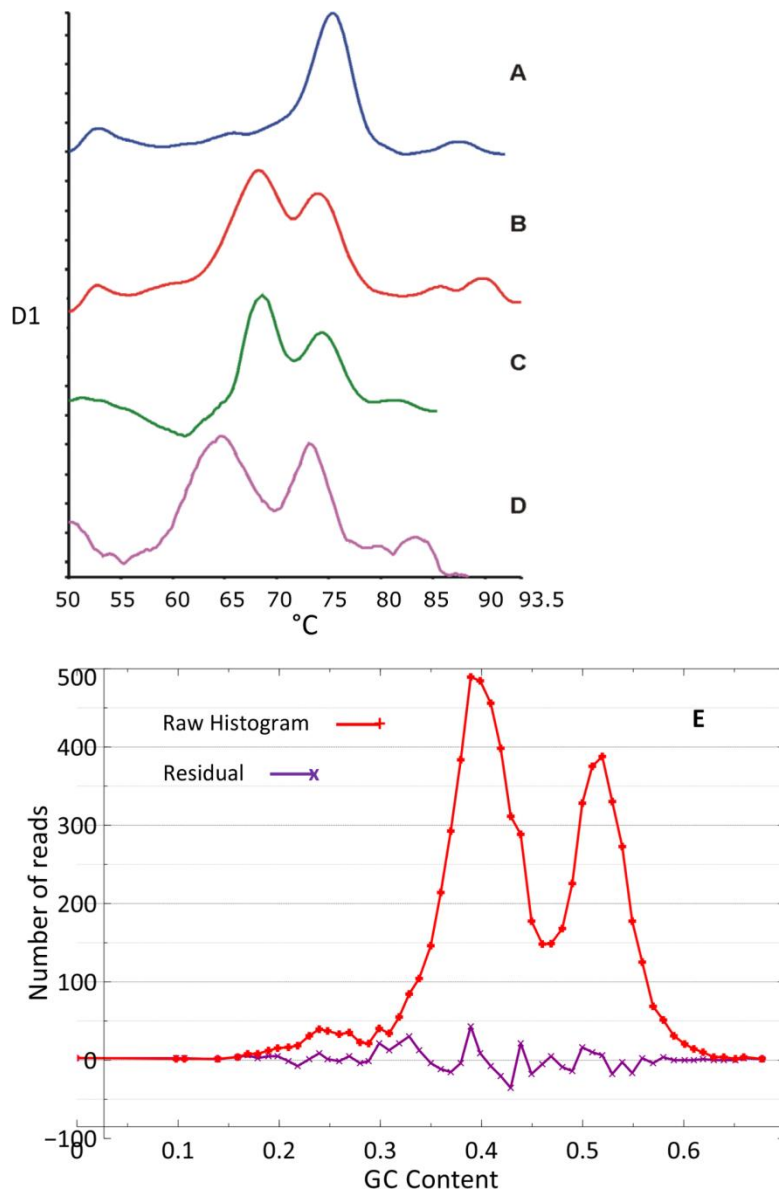 A
B
D1
C
D
50 55 60 65 70 75 80 85 90 93.5
°C
500
E
Raw Histogram
400
Residual
300
Number of reads
200
100
0
−100
0 0.1 0.2 0.3 0.4 0.5 0.6
GC Content